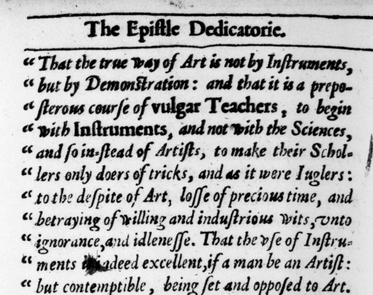 The Epiſtle Dedicatorie.
“ That the true way of Art is not by Inſtruments,
“ but by Demonſtration: and that it is a prepo-
“ ſterous courſe of vulgar Teachers, to begin
“ with Inſtruments, and not with the Sciences,
“ and ſo in-ſtead of Artiſts, to make their Schol-
“ lers only doers of tricks, and as it were Iuglers:
“ to the deſpite of Art, loſſe of precious time, and
“ betraying of willing and induſtrious wits, vnto
“ ignorance, and idleneſſe. That the vſe of Inſtru-
“ ments is indeed excellent, if a man be an Artiſt:
“ but contemptible, being ſet and oppoſed to Art.